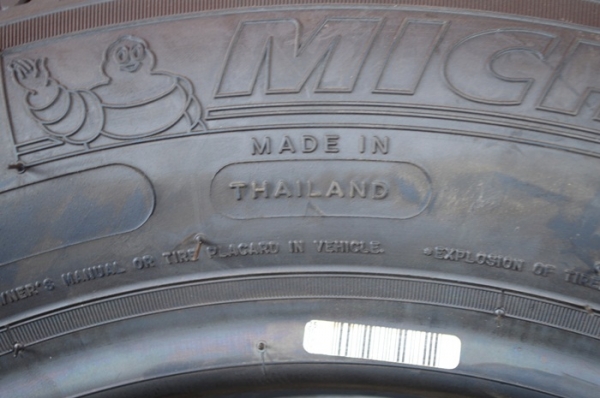 MICH
MADE IN
THAILAND
NER'S MANUAL OR TIRE PLACARD IN VEHICLE.
•EXPLOSION OF TIRE